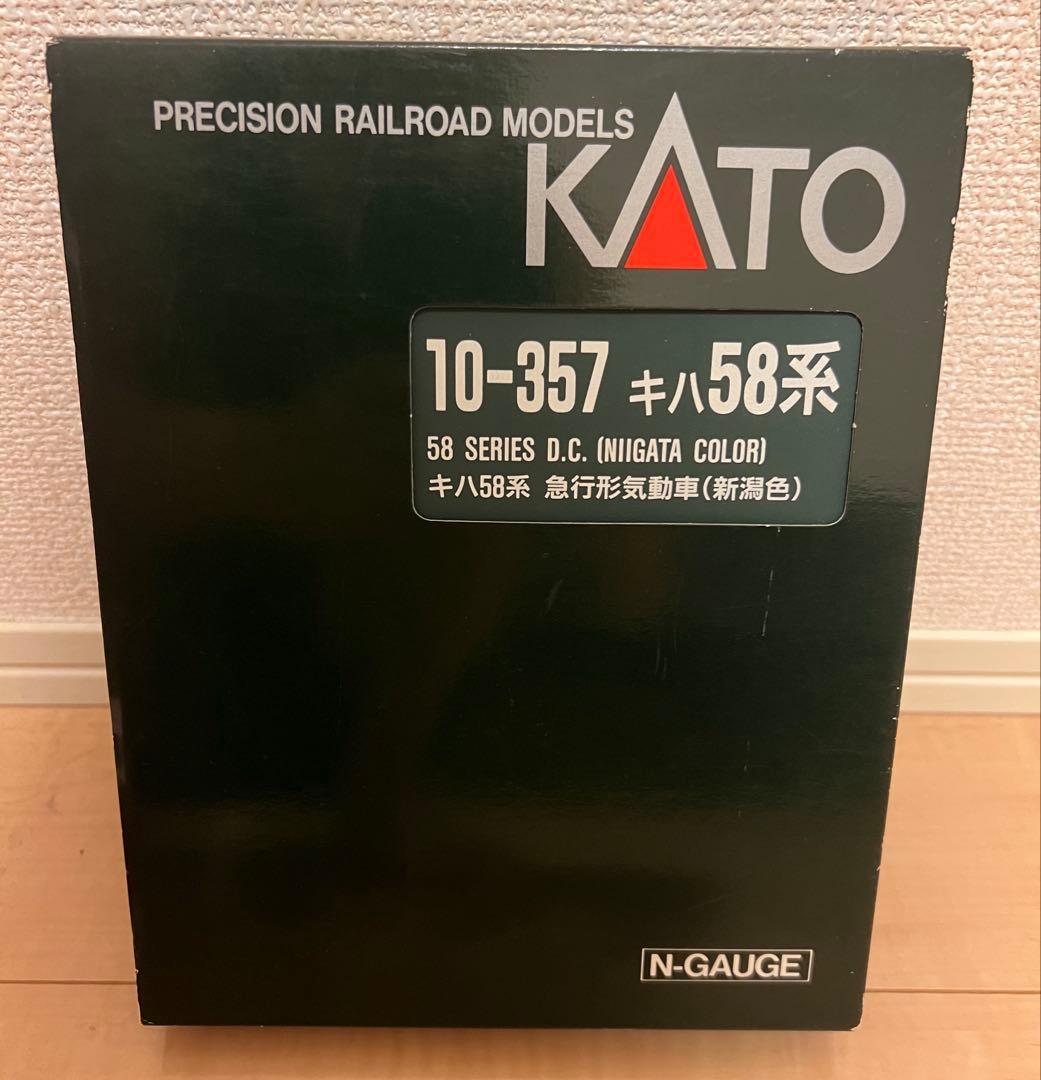 PRECISION RAILROAD MODELS
KATO
10-357 キハ58系
58 SERIES D.C. (NIIGATA COLOR)
キハ58系 急行形気動車(新潟色)
N-GAUGE